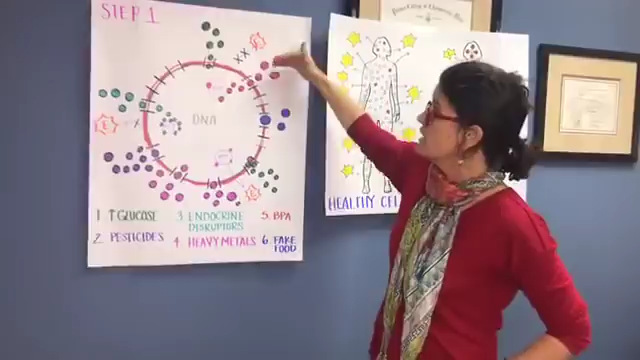 STEP 1
DNA
1 ↑ GLUCOSE 3 ENDOCRINE DISRUPTORS 5. BPA
2. PESTICIDES 4. HEAVY METALS 6. FAKE FOOD
HEALTHY CEL